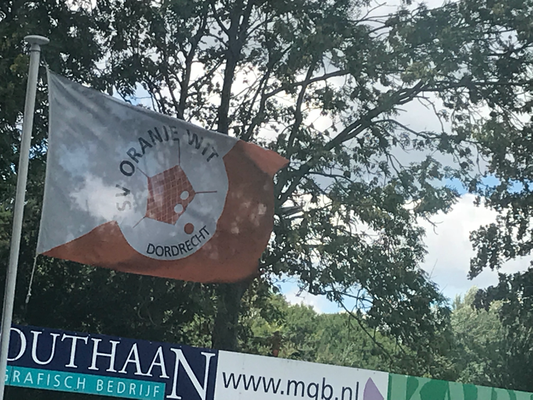 SV ORANJE WIT
DORDRECHT
OUTHAAN
GRAFISCH BEDRIJF
www.mgb.nl